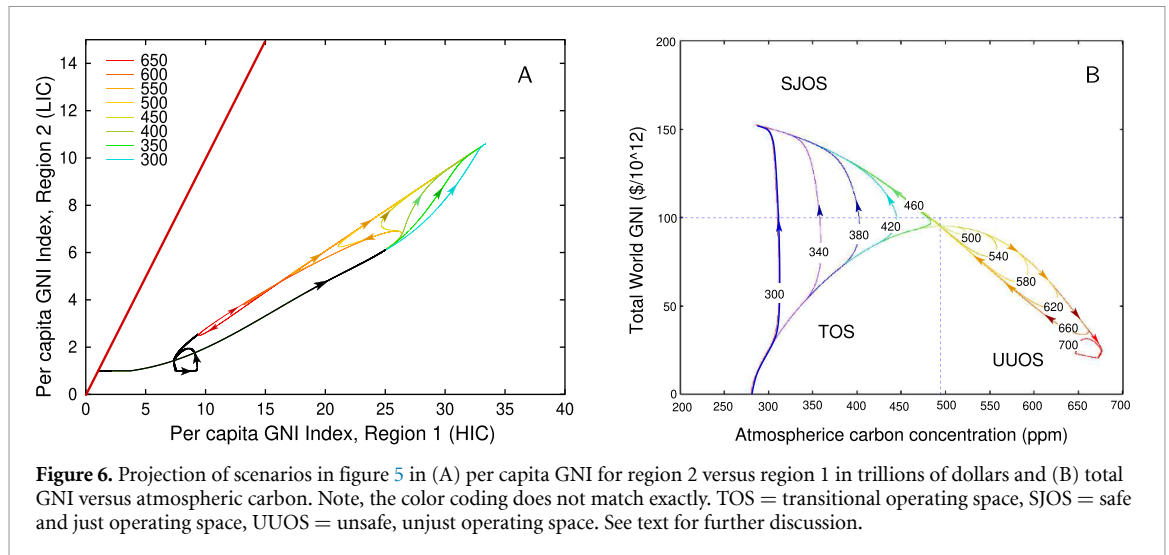 A
14
12
10
8
6
4
2
0
Per capita GNI Index, Region 2 (LIC)
650
600
550
500
450
400
350
300
0 5 10 15 20 25 30 35 40
Per capita GNI Index, Region 1 (HIC)
B
200
150
100
50
0
Total World GNI ($/10^12)
SJOS
TOS
UUOS
300
340
380
420
460
500
540
580
620
660
700
200 250 300 350 400 450 500 550 600 650 700
Atmospherice carbon concentration (ppm)
Figure 6. Projection of scenarios in figure 5 in (A) per capita GNI for region 2 versus region 1 in trillions of dollars and (B) total
GNI versus atmospheric carbon. Note, the color coding does not match exactly. TOS = transitional operating space, SJOS = safe
and just operating space, UUOS = unsafe, unjust operating space. See text for further discussion.